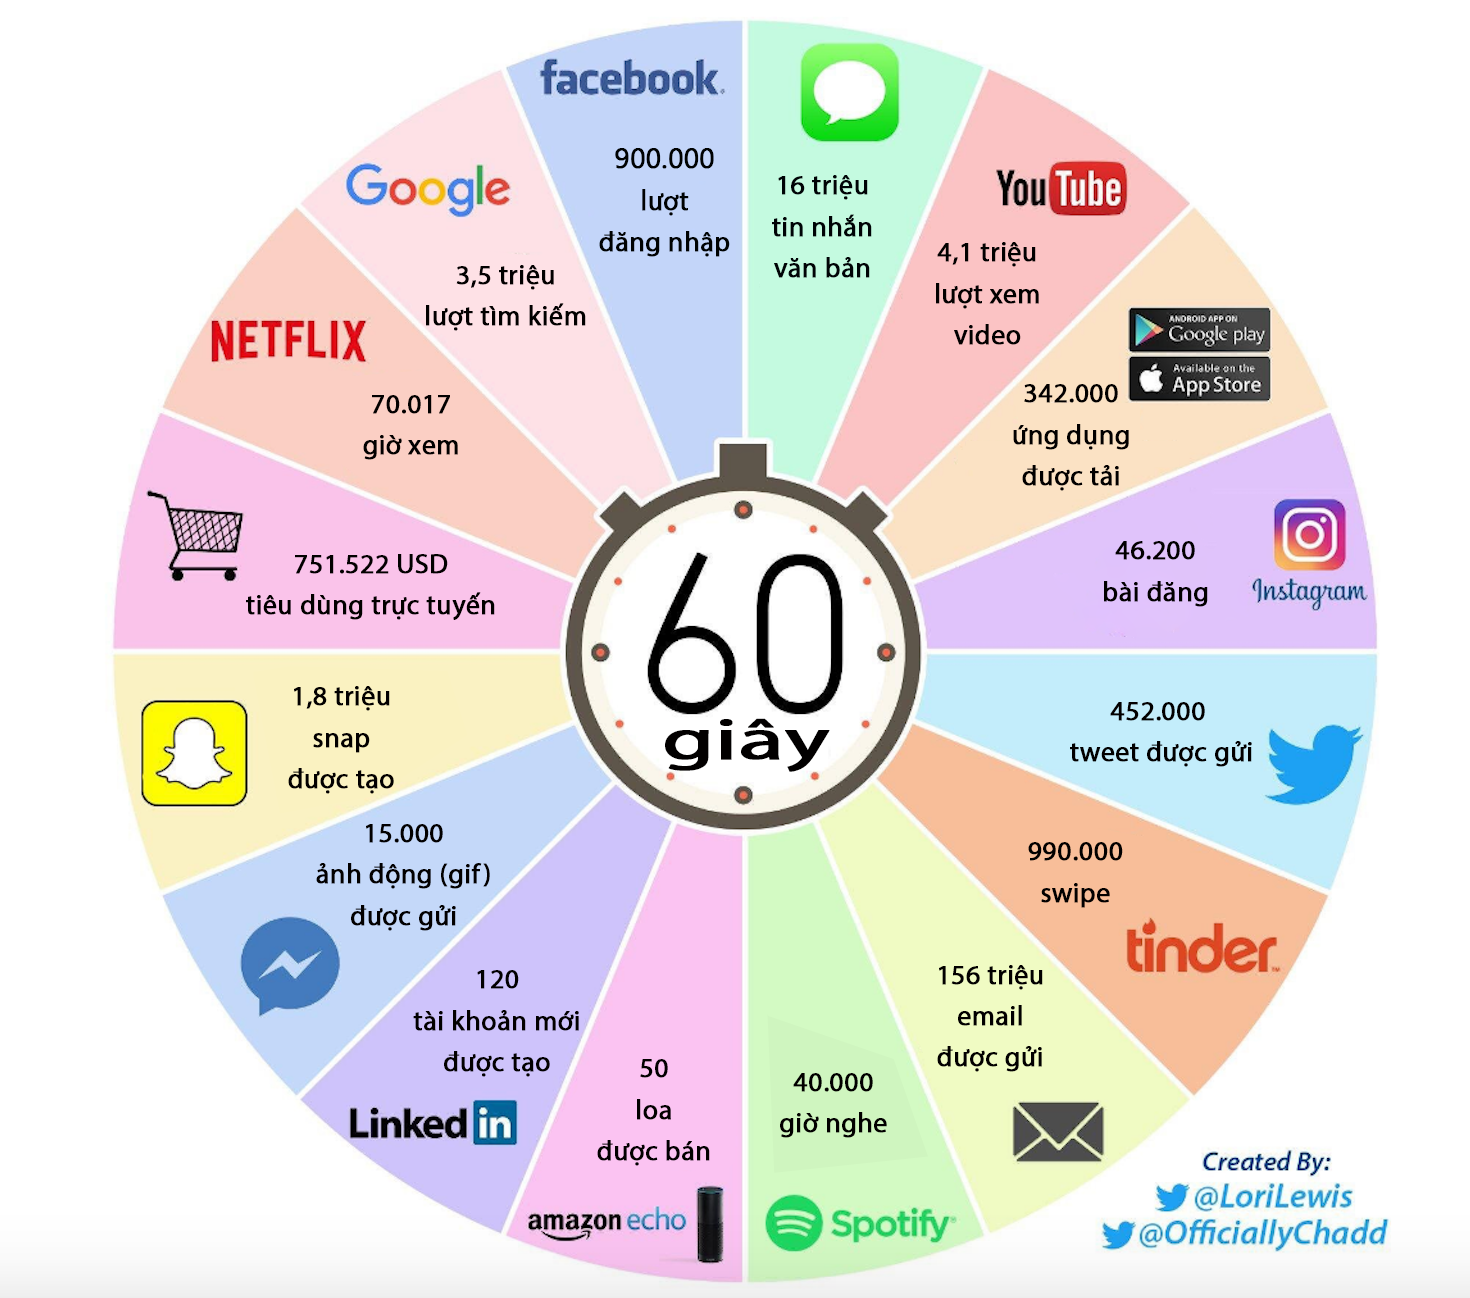 facebook
900.000
lượt
đăng nhập
16 triệu
tin nhắn
văn bản
YouTube
4,1 triệu
lượt xem
video
ANDROID APP ON
Google play
Available on the
App Store
342.000
ứng dụng
được tải
Instagram
46.200
bài đăng
452.000
tweet được gửi
990.000
swipe
tinder™
156 triệu
email
được gửi
40.000
giờ nghe
Spotify®
50
loa
được bán
amazon echo
120
tài khoản mới
được tạo
Linked in
15.000
ảnh động (gif)
được gửi
1,8 triệu
snap
được tạo
751.522 USD
tiêu dùng trực tuyến
NETFLIX
70.017
giờ xem
Google
3,5 triệu
lượt tìm kiếm
60
giây
Created By:
@LoriLewis
@OfficiallyChadd